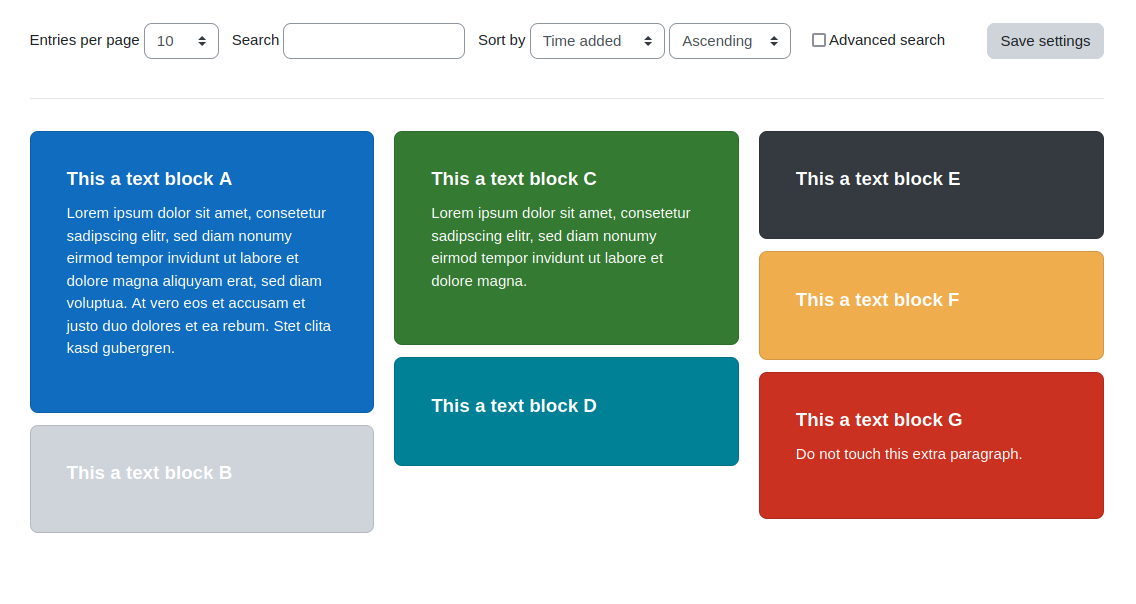 Entries per page 10 Search Sort by Time added Ascending Advanced search Save settings
This a text block A
Lorem ipsum dolor sit amet, consetetur
sadipscing elitr, sed diam nonumy
eirmod tempor invidunt ut labore et
dolore magna aliquyam erat, sed diam
voluptua. At vero eos et accusam et
justo duo dolores et ea rebum. Stet clita
kasd gubergren.
This a text block B
This a text block C
Lorem ipsum dolor sit amet, consetetur
sadipscing elitr, sed diam nonumy
eirmod tempor invidunt ut labore et
dolore magna.
This a text block D
This a text block E
This a text block F
This a text block G
Do not touch this extra paragraph.